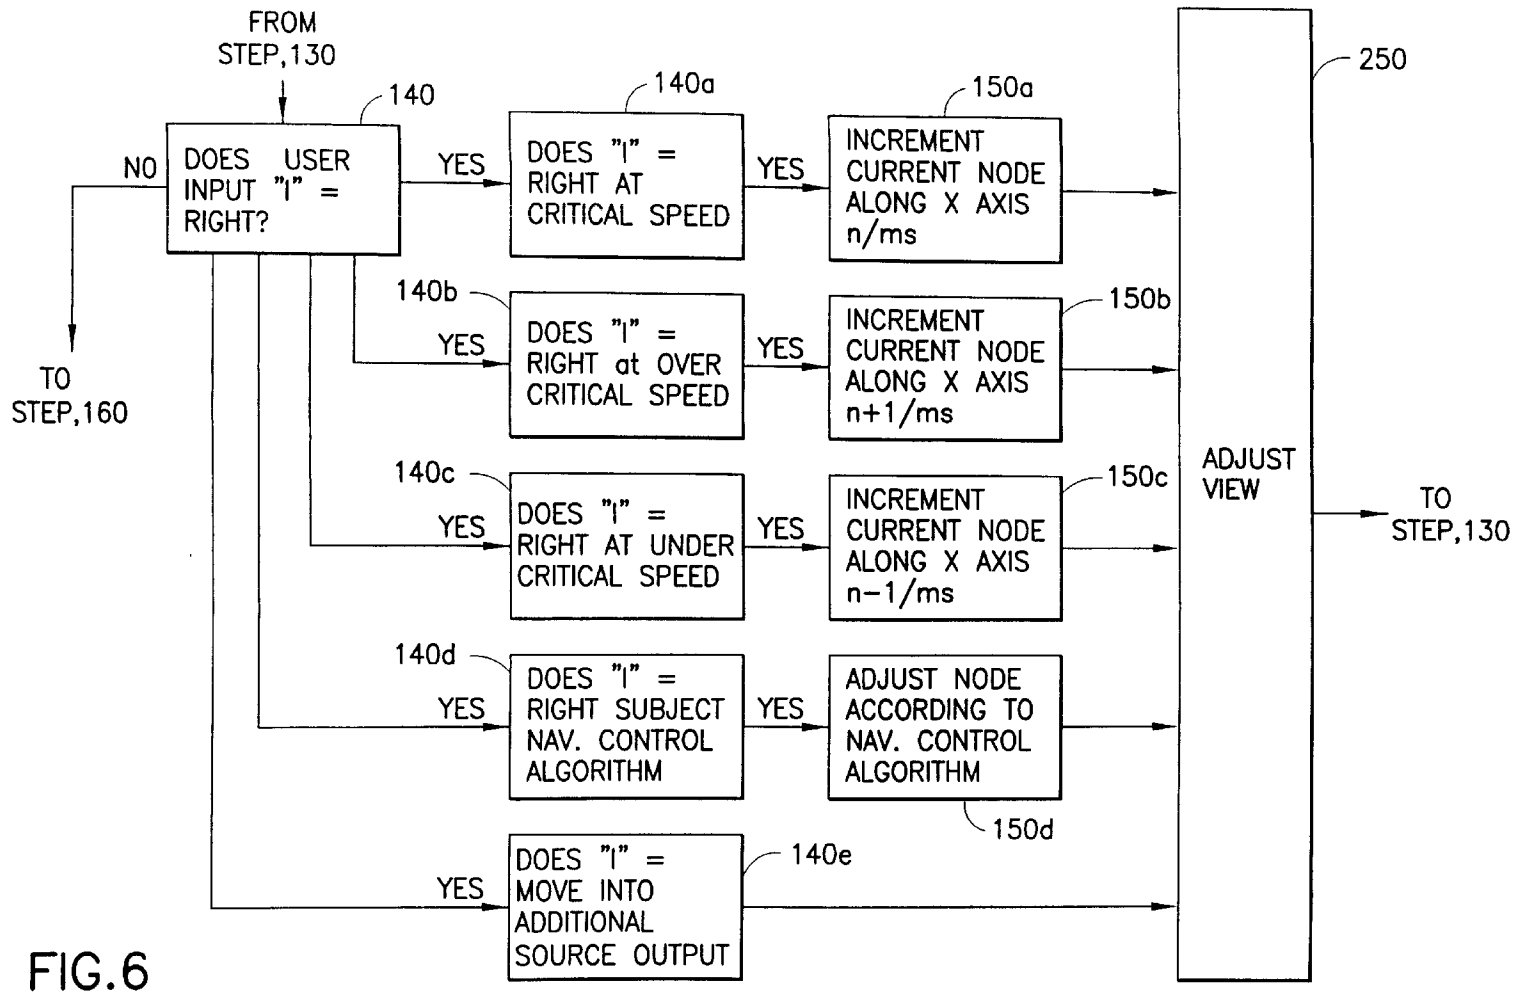 FROM
STEP,130
140
NO
DOES USER
INPUT "I" =
RIGHT?
YES
140a
DOES "I" =
RIGHT AT
CRITICAL SPEED
YES
150a
INCREMENT
CURRENT NODE
ALONG X AXIS
n/ms
250
TO
STEP,160
140b
YES
DOES "I" =
RIGHT at OVER
CRITICAL SPEED
YES
150b
INCREMENT
CURRENT NODE
ALONG X AXIS
n+1/ms
140c
YES
DOES "I" =
RIGHT AT UNDER
CRITICAL SPEED
YES
150c
INCREMENT
CURRENT NODE
ALONG X AXIS
n−1/ms
ADJUST
VIEW
TO
STEP,130
140d
YES
DOES "I" =
RIGHT SUBJECT
NAV. CONTROL
ALGORITHM
YES
ADJUST NODE
ACCORDING TO
NAV. CONTROL
ALGORITHM
150d
YES
DOES "I" =
MOVE INTO
ADDITIONAL
SOURCE OUTPUT
140e
FIG.6